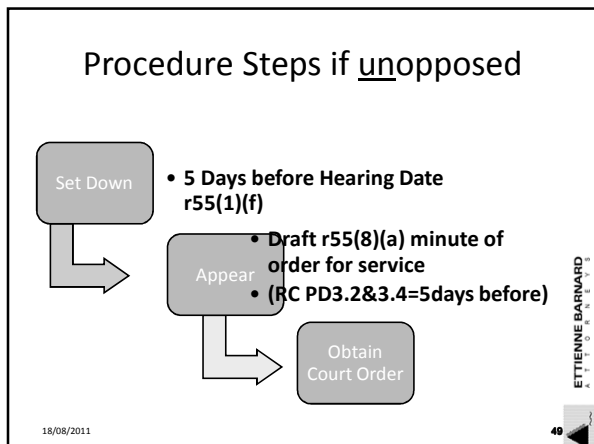 Procedure Steps if unopposed
Set Down
• 5 Days before Hearing Date
r55(1)(f)
Appear
• Draft r55(8)(a) minute of
order for service
• (RC PD3.2&3.4=5days before)
Obtain
Court Order
ETTIENNE BARNARD
ATTORNEYS
18/08/2011
49